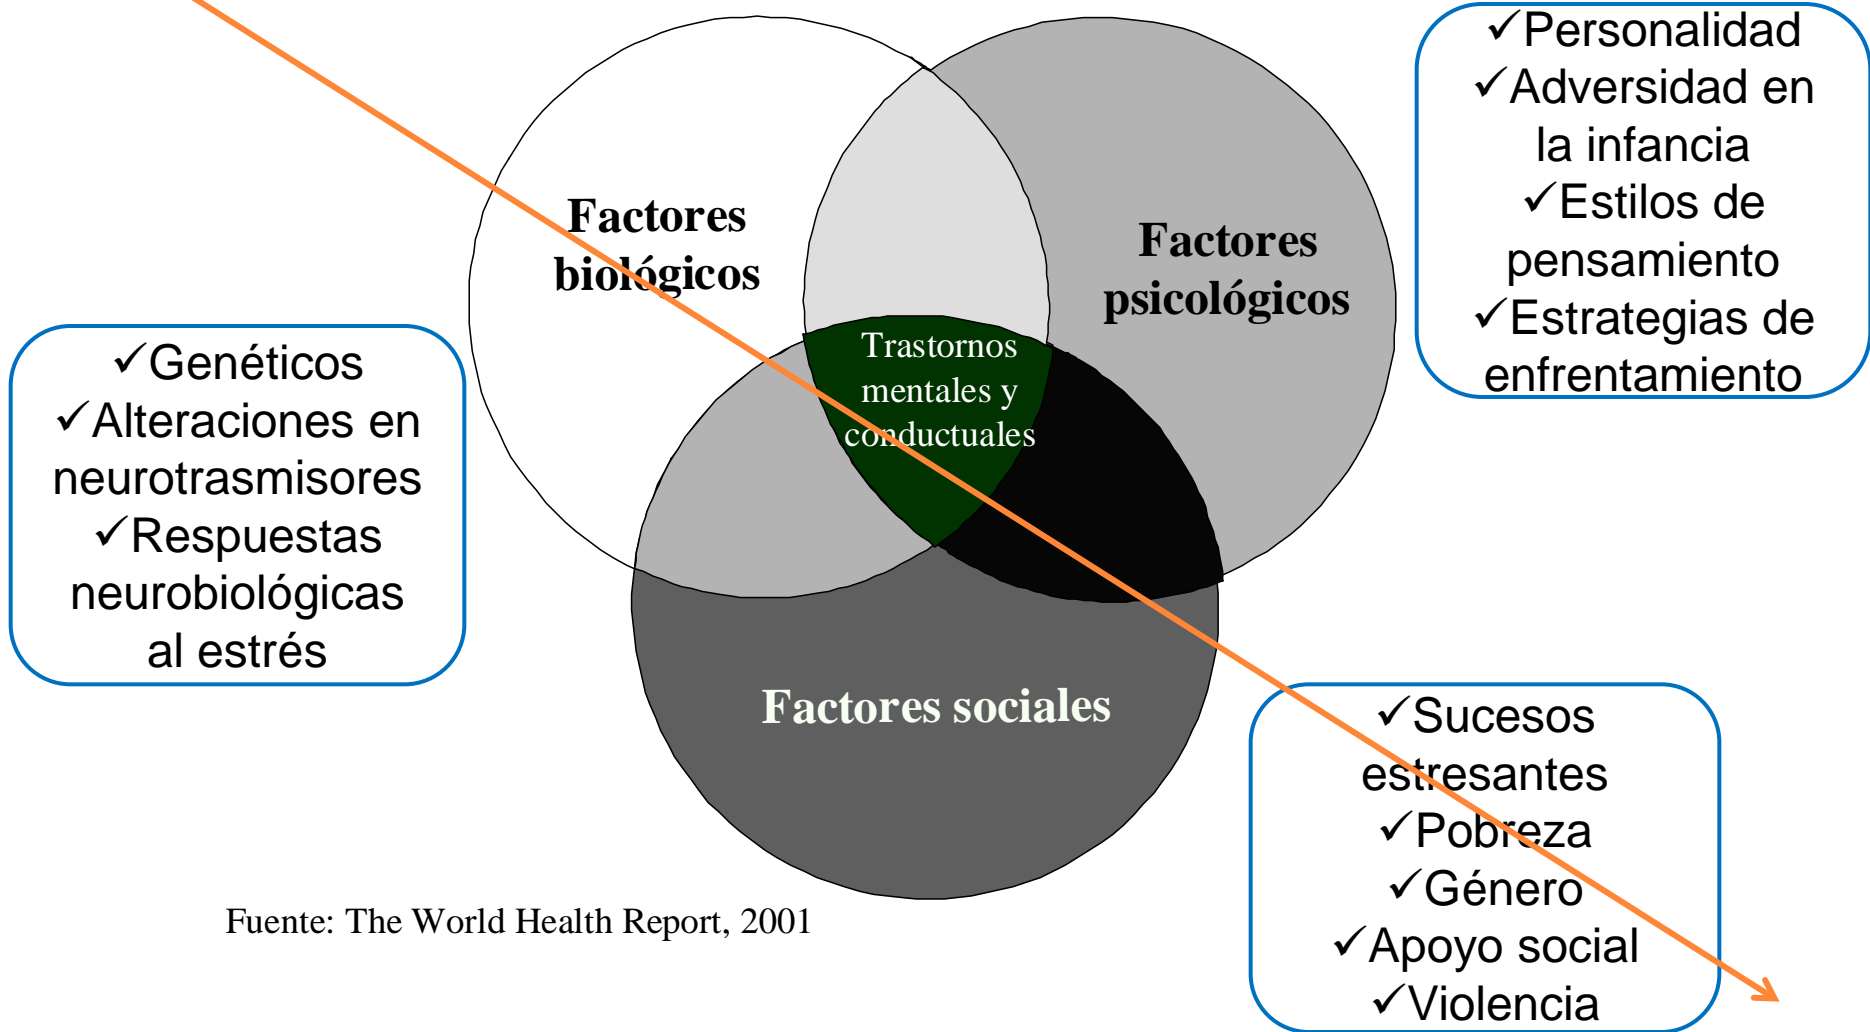 Factores
biológicos
Factores
psicológicos
Trastornos
mentales y
conductuales
Factores sociales
✓Personalidad
✓Adversidad en
la infancia
✓Estilos de
pensamiento
✓Estrategias de
enfrentamiento
✓Genéticos
✓Alteraciones en
neurotrasmisores
✓Respuestas
neurobiológicas
al estrés
✓Sucesos
estresantes
✓Pobreza
✓Género
✓Apoyo social
✓Violencia
Fuente: The World Health Report, 2001